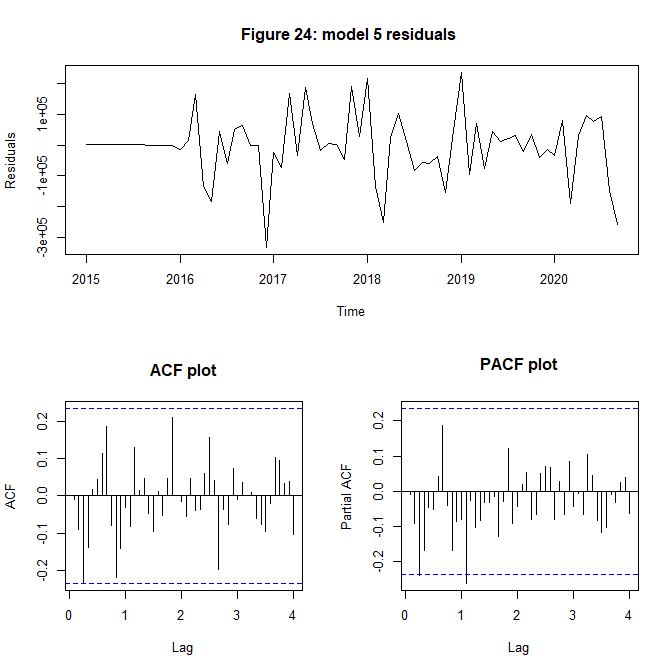 Figure 24: model 5 residuals
Residuals
1e+05
-1e+05
-3e+05
2015 2016 2017 2018 2019 2020
Time
ACF plot
ACF
0.2
0.1
0.0
-0.1
-0.2
0 1 2 3 4
Lag
PACF plot
Partial ACF
0.2
0.1
0.0
-0.1
-0.2
0 1 2 3 4
Lag